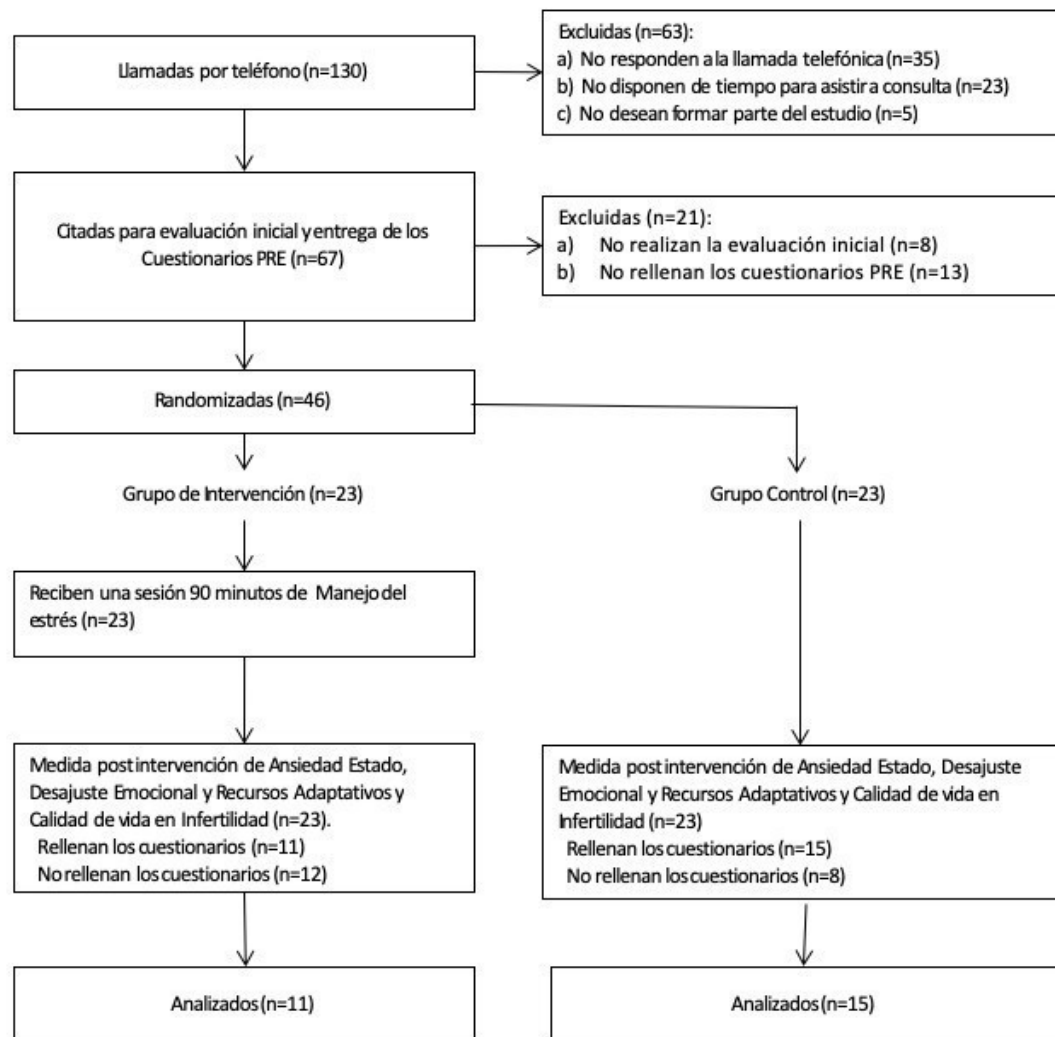 Llamadas por teléfono (n=130)
Excluidas (n=63):
a) No responden a la llamada telefónica (n=35)
b) No disponen de tiempo para asistir a consulta (n=23)
c) No desean formar parte del estudio (n=5)
Citadas para evaluación inicial y entrega de los
Cuestionarios PRE (n=67)
Excluidas (n=21):
a) No realizan la evaluación inicial (n=8)
b) No rellenan los cuestionarios PRE (n=13)
Randomizadas (n=46)
Grupo de Intervención (n=23)
Grupo Control (n=23)
Reciben una sesión 90 minutos de Manejo del
estrés (n=23)
Medida post intervención de Ansiedad Estado,
Desajuste Emocional y Recursos Adaptativos y
Calidad de vida en Infertilidad (n=23).
Rellenan los cuestionarios (n=11)
No rellenan los cuestionarios (n=12)
Medida post intervención de Ansiedad Estado, Desajuste
Emocional y Recursos Adaptativos y Calidad de vida en
Infertilidad (n=23)
Rellenan los cuestionarios (n=15)
No rellenan los cuestionarios (n=8)
Analizados (n=11)
Analizados (n=15)